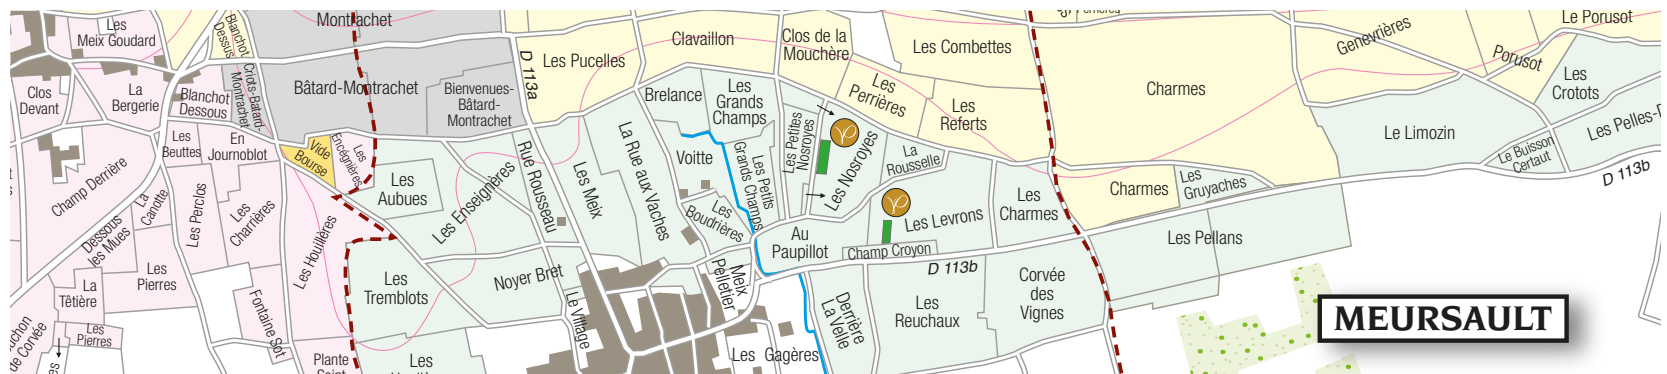 Les
Meix Goudard
Blanchot
Dessus
Montrachet
Clos
Devant
La
Bergerie
Blanchot
Dessous
Criots-Batard-
Montrachet
Bâtard-Montrachet
Bienvenues-
Bâtard-
Montrachet
D 113a
Les Pucelles
Clavaillon
Clos de la
Mouchère
Les Combettes
Les
Perrières
Les
Referts
Charmes
Genevrières
Le Porusot
Porusot
Les
Crotots
Le Limozin
Les Pelles-D
Le Buisson
Certaut
D 113b
Les
Beuttes
En
Journoblot
Vide
Bourse
Les
Encégnières
Champ Derrière
La
Canotte
Dessous
les Mues
Les Perclos
Les
Charrières
Les Houillères
Les
Pierres
La
Têtière
Les
Pierres
Fontaine Sot
Plante
Les
Aubues
Les Enseignères
Rue Rousseau
Les Meix
La Rue aux Vaches
Brelance
Les
Grands
Champs
Voitte
Les Petits
Grands Champs
Les Petites
Nosroyes
Les Nosroyes
La
Rousselle
Les
Boudrières
Au
Paupillot
Les Levrons
Les
Charmes
Charmes
Les
Gruyaches
Les Pellans
Champ Croyon
D 113b
Les
Tremblots
Noyer Bret
Le Village
Meix
Pelletier
Derrière
La Velle
Les
Reuchaux
Corvée
des
Vignes
Les Gagères
Les
de Corvée
MEURSAULT